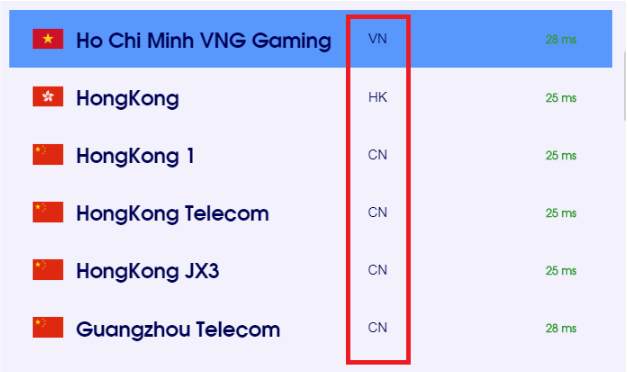 Ho Chi Minh VNG Gaming VN 28 ms
HongKong HK 25 ms
HongKong 1 CN 25 ms
HongKong Telecom CN 25 ms
HongKong JX3 CN 25 ms
Guangzhou Telecom CN 28 ms